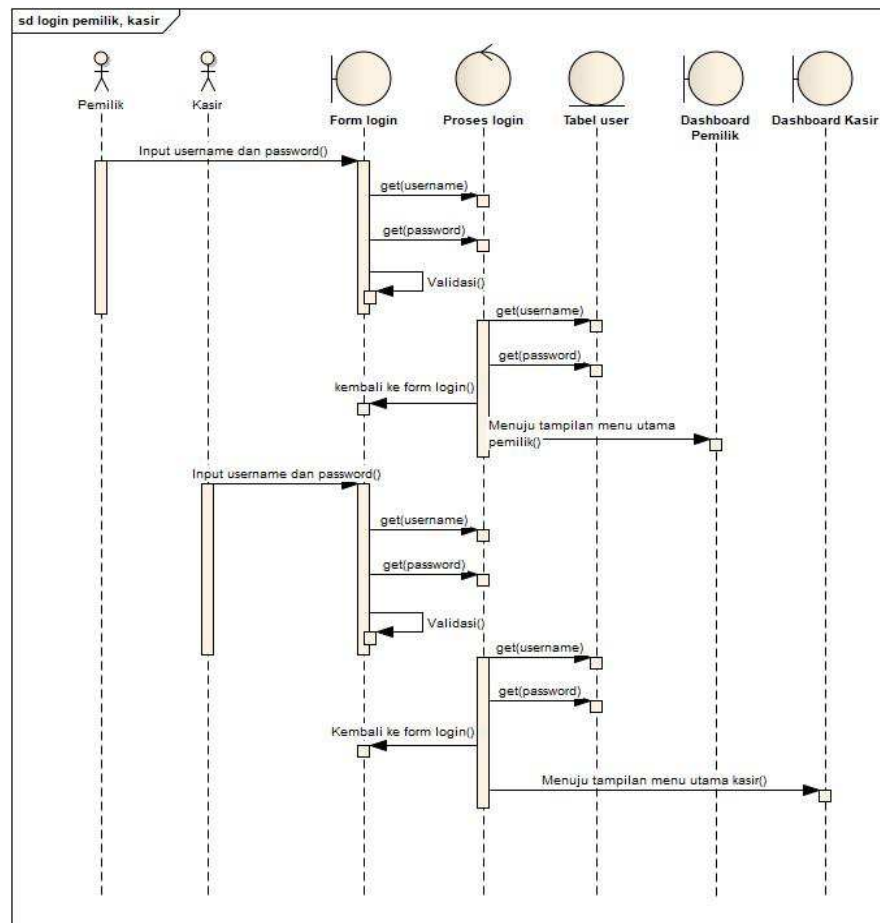 sd login pemilik, kasir
Pemilik
Kasir
Form login
Proses login
Tabel user
Dashboard
Pemilik
Dashboard Kasir
Input username dan password()
get(username)
get(password)
Validasi()
get(username)
get(password)
kembali ke form login()
Menuju tampilan menu utama
pemilik()
Input username dan password()
get(username)
get(password)
Validasi()
get(username)
get(password)
Kembali ke form login()
Menuju tampilan menu utama kasir()